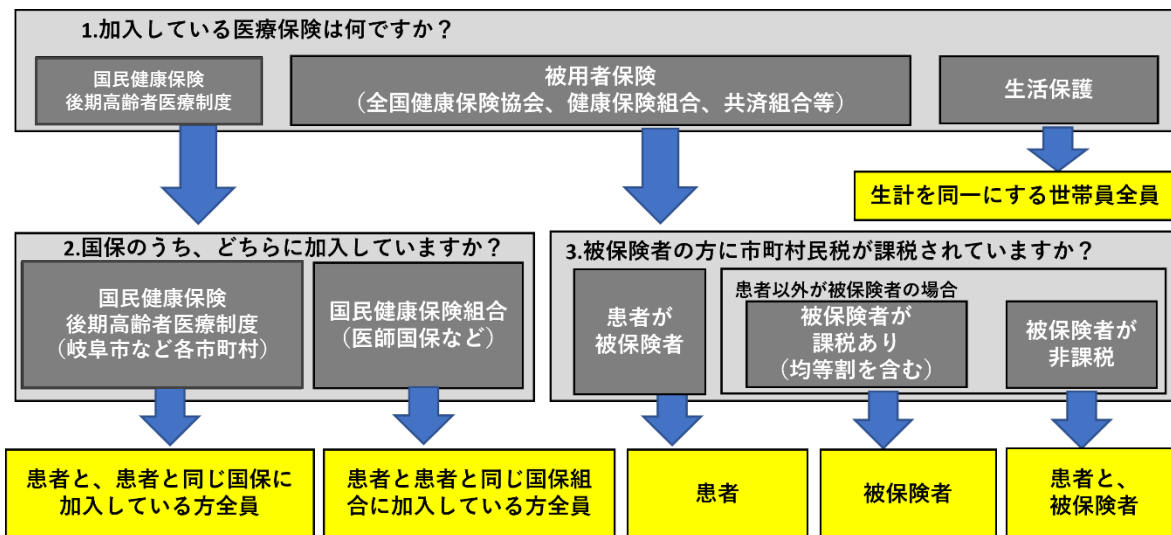 1.加入している医療保険は何ですか？
国民健康保険
後期高齢者医療制度
被用者保険
（全国健康保険協会、健康保険組合、共済組合等）
生活保護
生計を同一にする世帯員全員
2.国保のうち、どちらに加入していますか？
国民健康保険
後期高齢者医療制度
（岐阜市など各市町村）
国民健康保険組合
（医師国保など）
3.被保険者の方に市町村民税が課税されていますか？
患者が
被保険者
患者以外が被保険者の場合
被保険者が
課税あり
（均等割を含む）
被保険者が
非課税
患者と、患者と同じ国保に
加入している方全員
患者と患者と同じ国保組
合に加入している方全員
患者
被保険者
患者と、
被保険者